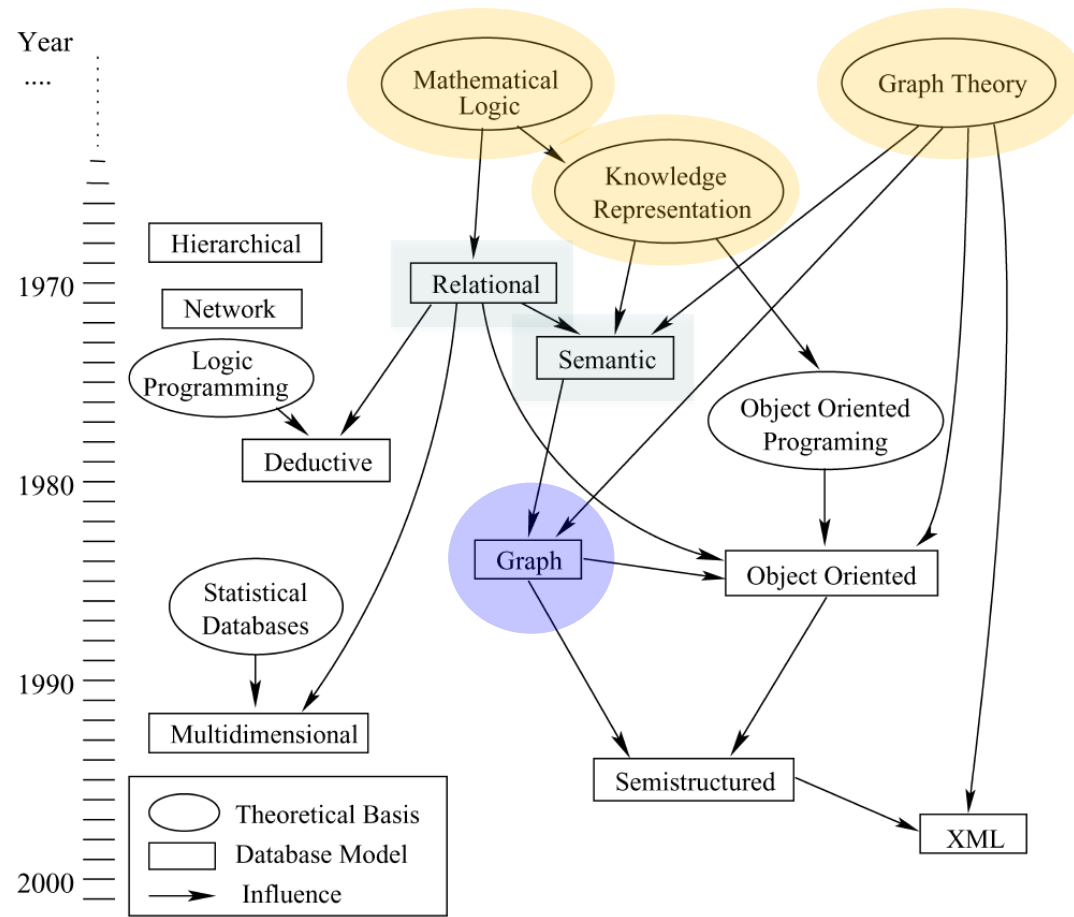 Year
....
Mathematical
Logic
Graph Theory
Knowledge
Representation
Hierarchical
Relational
1970
Network
Semantic
Logic
Programming
Object Oriented
Programing
Deductive
1980
Graph
Object Oriented
Statistical
Databases
1990
Multidimensional
Semistructured
Theoretical Basis
XML
Database Model
2000
Influence